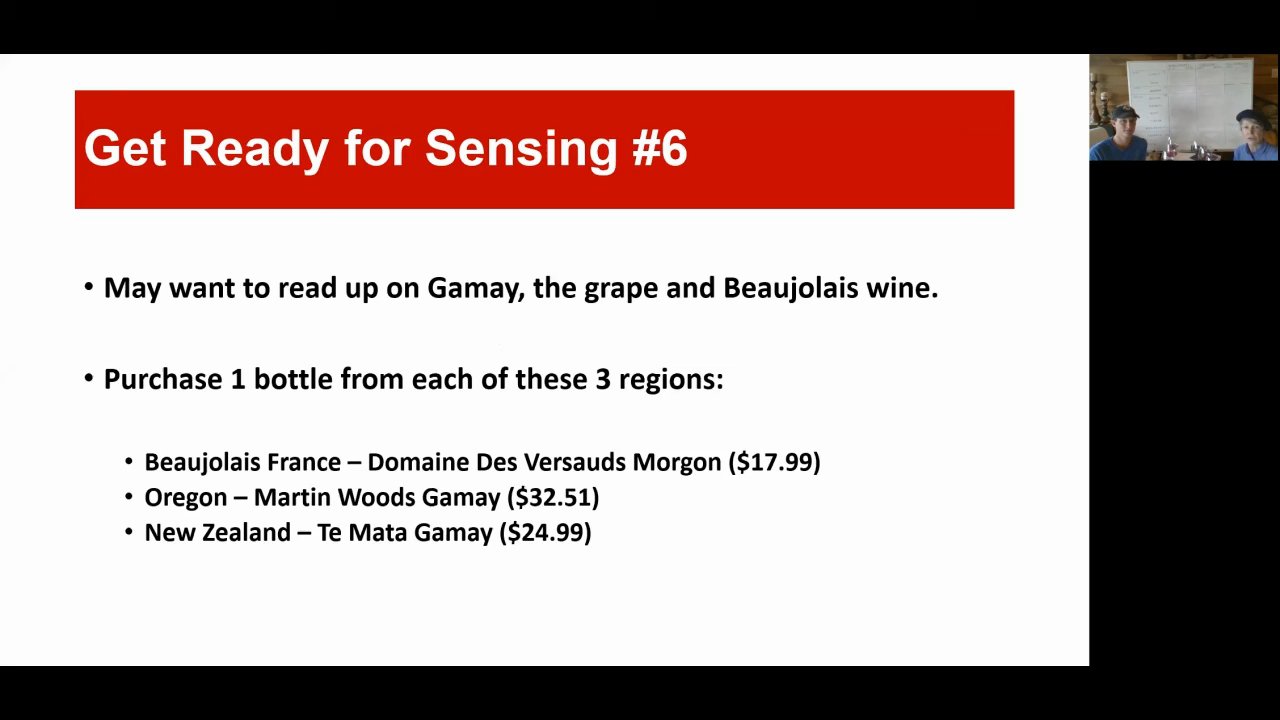 Get Ready for Sensing #6
• May want to read up on Gamay, the grape and Beaujolais wine.
• Purchase 1 bottle from each of these 3 regions:
• Beaujolais France – Domaine Des Versauds Morgon ($17.99)
• Oregon – Martin Woods Gamay ($32.51)
• New Zealand – Te Mata Gamay ($24.99)